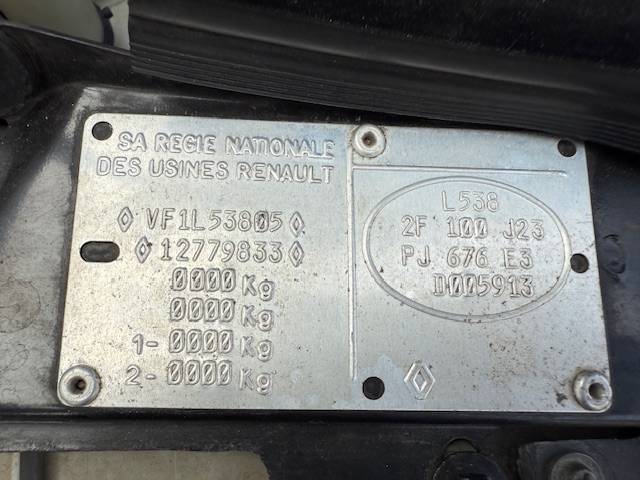 SA REGIE NATIONALE
DES USINES RENAULT
VF1L53805
12779833
0000 Kg
0000 Kg
1- 0000 Kg
2- 0000 Kg
L538
2F 100 J23
PJ 676 E3
D005913